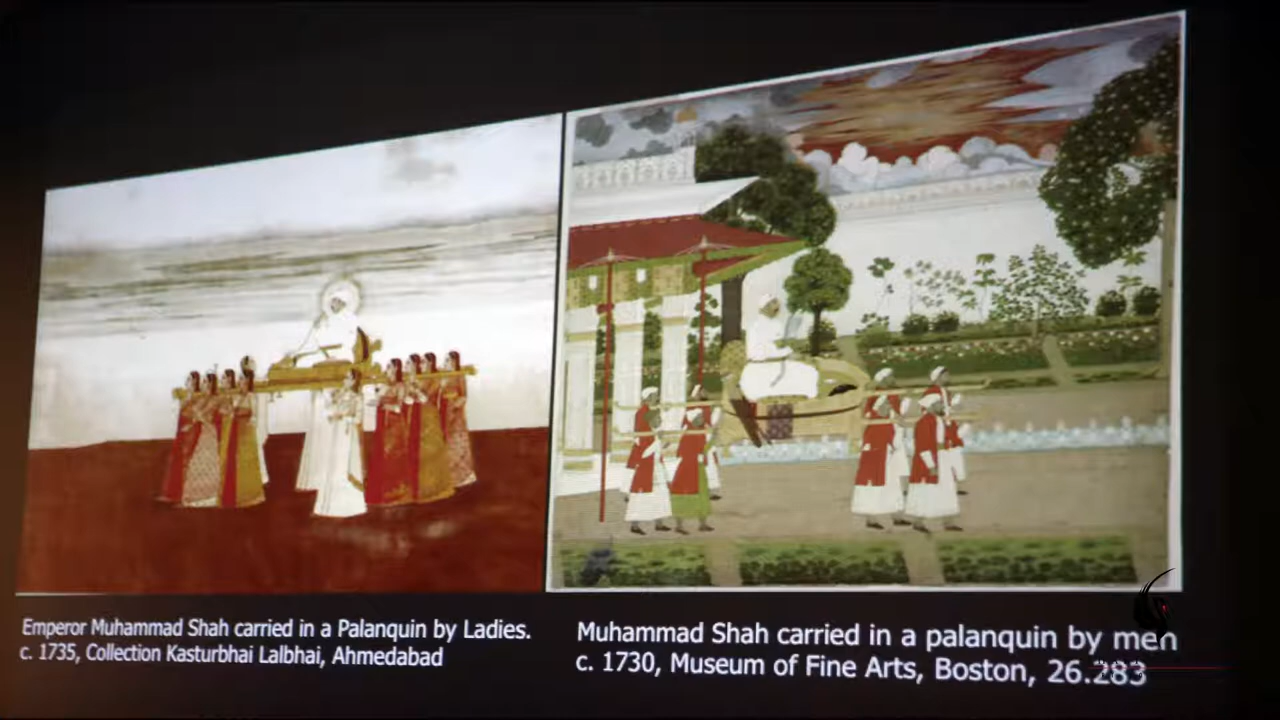 Emperor Muhammad Shah carried in a Palanquin by Ladies.
c. 1735, Collection Kasturbhai Lalbhai, Ahmedabad
Muhammad Shah carried in a palanquin by men
c. 1730, Museum of Fine Arts, Boston, 26.283